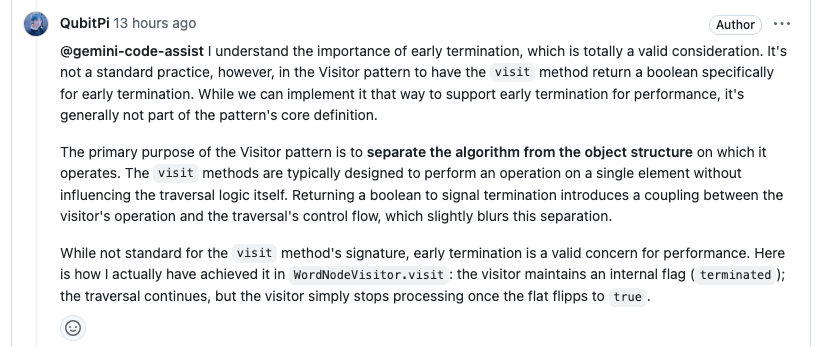 QubitPi 13 hours ago
Author
@gemini-code-assist I understand the importance of early termination, which is totally a valid consideration. It's
not a standard practice, however, in the Visitor pattern to have the visit method return a boolean specifically
for early termination. While we can implement it that way to support early termination for performance, it's
generally not part of the pattern's core definition.
The primary purpose of the Visitor pattern is to separate the algorithm from the object structure on which it
operates. The visit methods are typically designed to perform an operation on a single element without
influencing the traversal logic itself. Returning a boolean to signal termination introduces a coupling between the
visitor's operation and the traversal's control flow, which slightly blurs this separation.
While not standard for the visit method's signature, early termination is a valid concern for performance. Here
is how I actually have achieved it in WordNodeVisitor.visit: the visitor maintains an internal flag (terminated);
the traversal continues, but the visitor simply stops processing once the flat flipps to true.